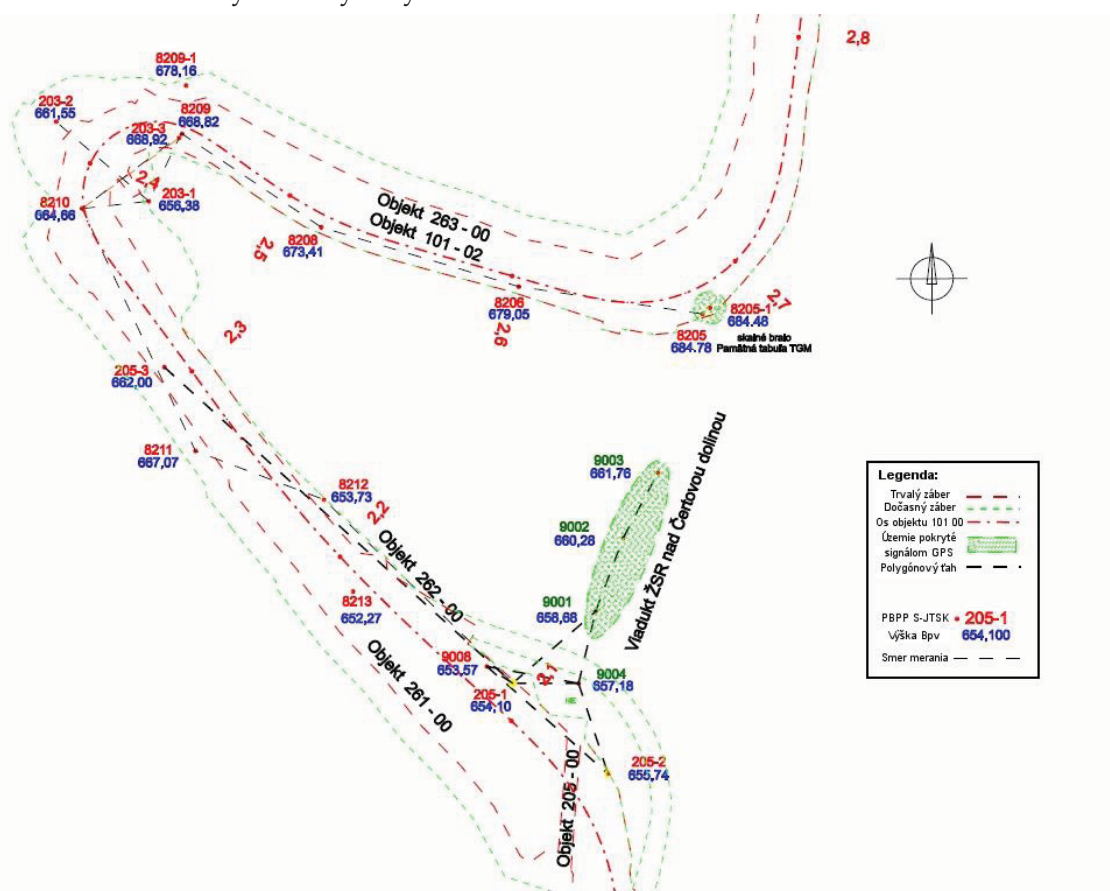 2,8
8209-1
678,16
203-2
661,55
8209
668,82
203-3
668,92
2,4
203-1
656,38
8210
664,66
Objekt 263 - 00
Objekt 101 - 02
8208
673,41
2,5
8206
679,05
2,6
2,7
8205-1
684.48
8205
684.78
skalné bralo
Pamätná tabuľa TGM
2,3
205-3
662,00
8211
667,07
8212
653,73
2,2
Objekt 262 - 00
8213
652,27
Objekt 261 - 00
9003
661,76
9002
660,28
9001
658,68
Viadukt ŽSR nad Čertovou dolinou
9008
653,57
205-1
654,10
2,1
9004
657,18
205-2
655,74
Objekt 205 - 00
Legenda:
Trvalý záber
Dočasný záber
Os objektu 101 00
Územie pokryté
signálom GPS
Polygónový ťah
PBPP S-JTSK 205-1
Výška Bpv 654,100
Smer merania